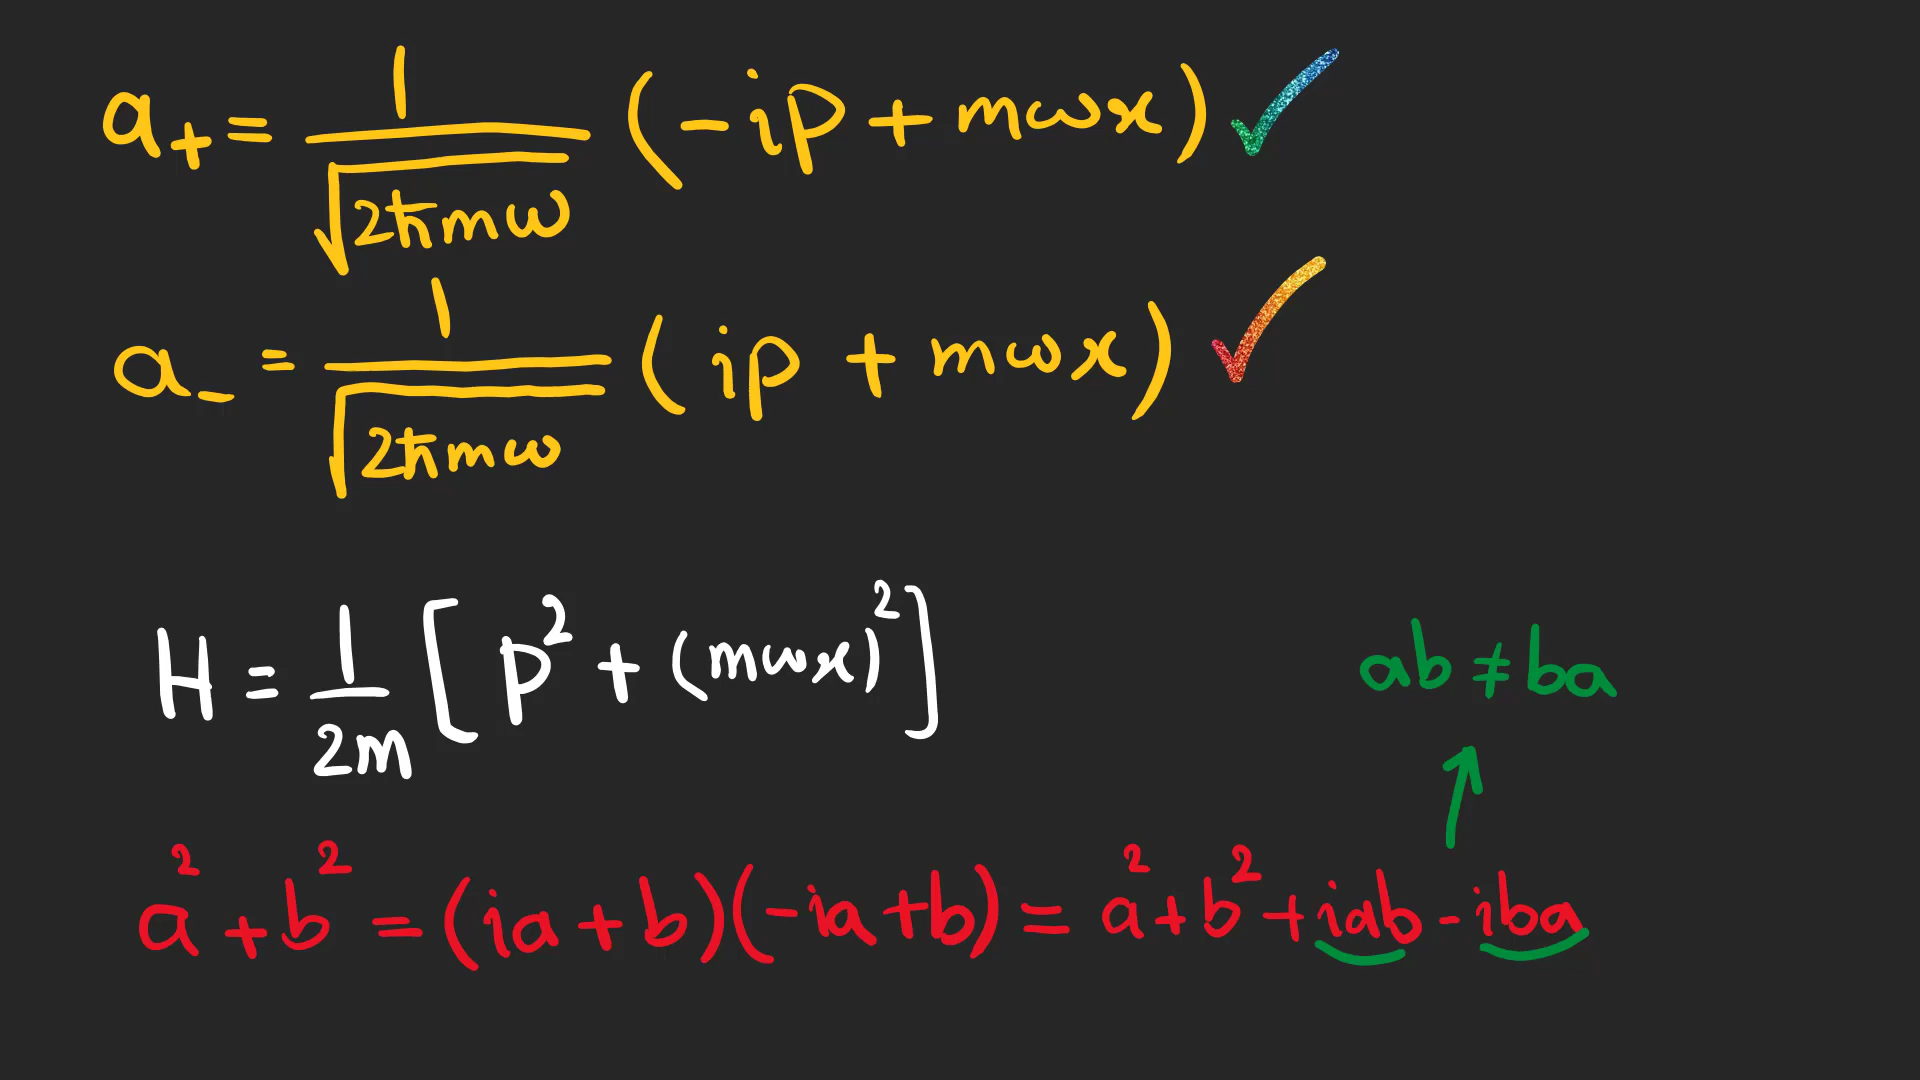 a₊ = 1/√(2ħmω) (-ip + mωx) ✓
a₋ = 1/√(2ħmω) (ip + mωx) ✓
H = 1/2m [p² + (mωx)²]
ab ≠ ba
a² + b² = (ia + b)(-ia + b) = a² + b² + iab - iba